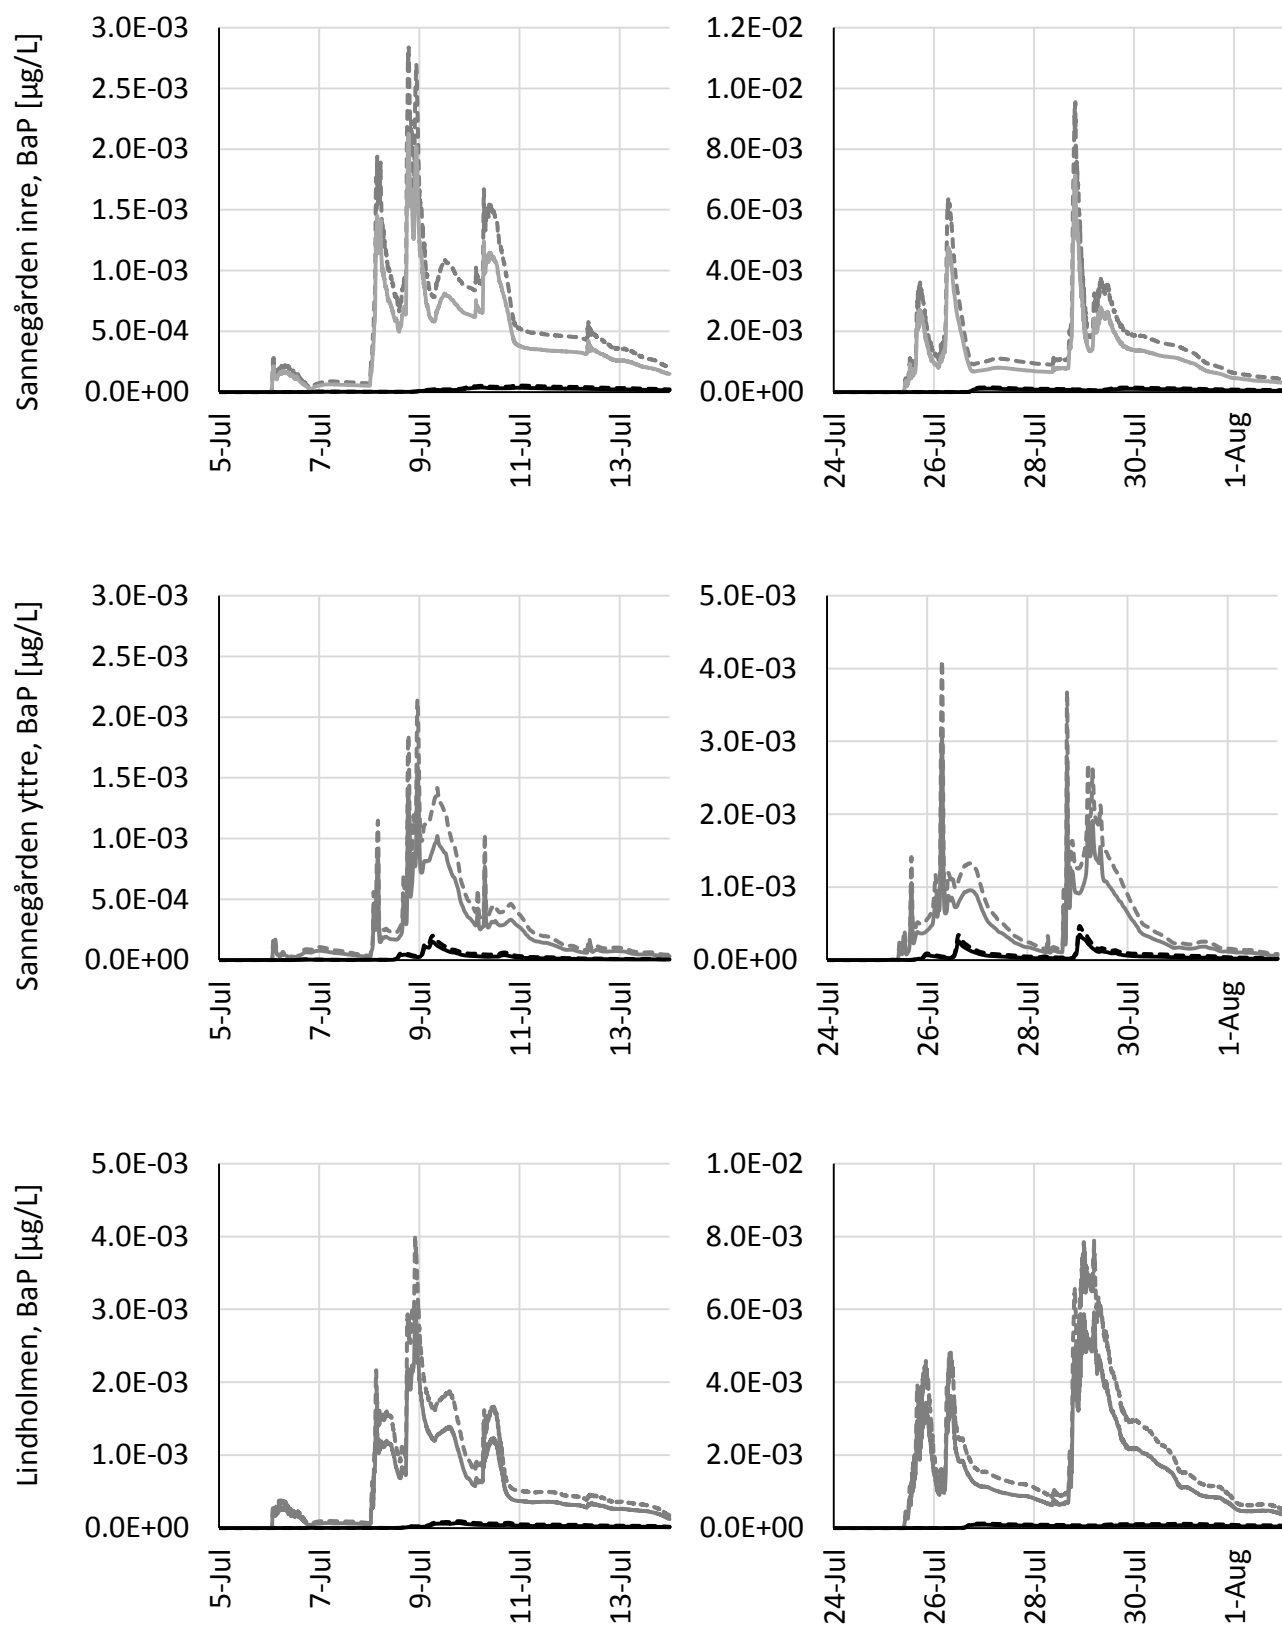 Sannegården inre, BaP [µg/L]
3.0E-03
2.5E-03
2.0E-03
1.5E-03
1.0E-03
5.0E-04
0.0E+00
5-Jul
7-Jul
9-Jul
11-Jul
13-Jul
1.2E-02
1.0E-02
8.0E-03
6.0E-03
4.0E-03
2.0E-03
0.0E+00
24-Jul
26-Jul
28-Jul
30-Jul
1-Aug
Sannegården yttre, BaP [µg/L]
3.0E-03
2.5E-03
2.0E-03
1.5E-03
1.0E-03
5.0E-04
0.0E+00
5-Jul
7-Jul
9-Jul
11-Jul
13-Jul
5.0E-03
4.0E-03
3.0E-03
2.0E-03
1.0E-03
0.0E+00
24-Jul
26-Jul
28-Jul
30-Jul
1-Aug
Lindholmen, BaP [µg/L]
5.0E-03
4.0E-03
3.0E-03
2.0E-03
1.0E-03
0.0E+00
5-Jul
7-Jul
9-Jul
11-Jul
13-Jul
1.0E-02
8.0E-03
6.0E-03
4.0E-03
2.0E-03
0.0E+00
24-Jul
26-Jul
28-Jul
30-Jul
1-Aug